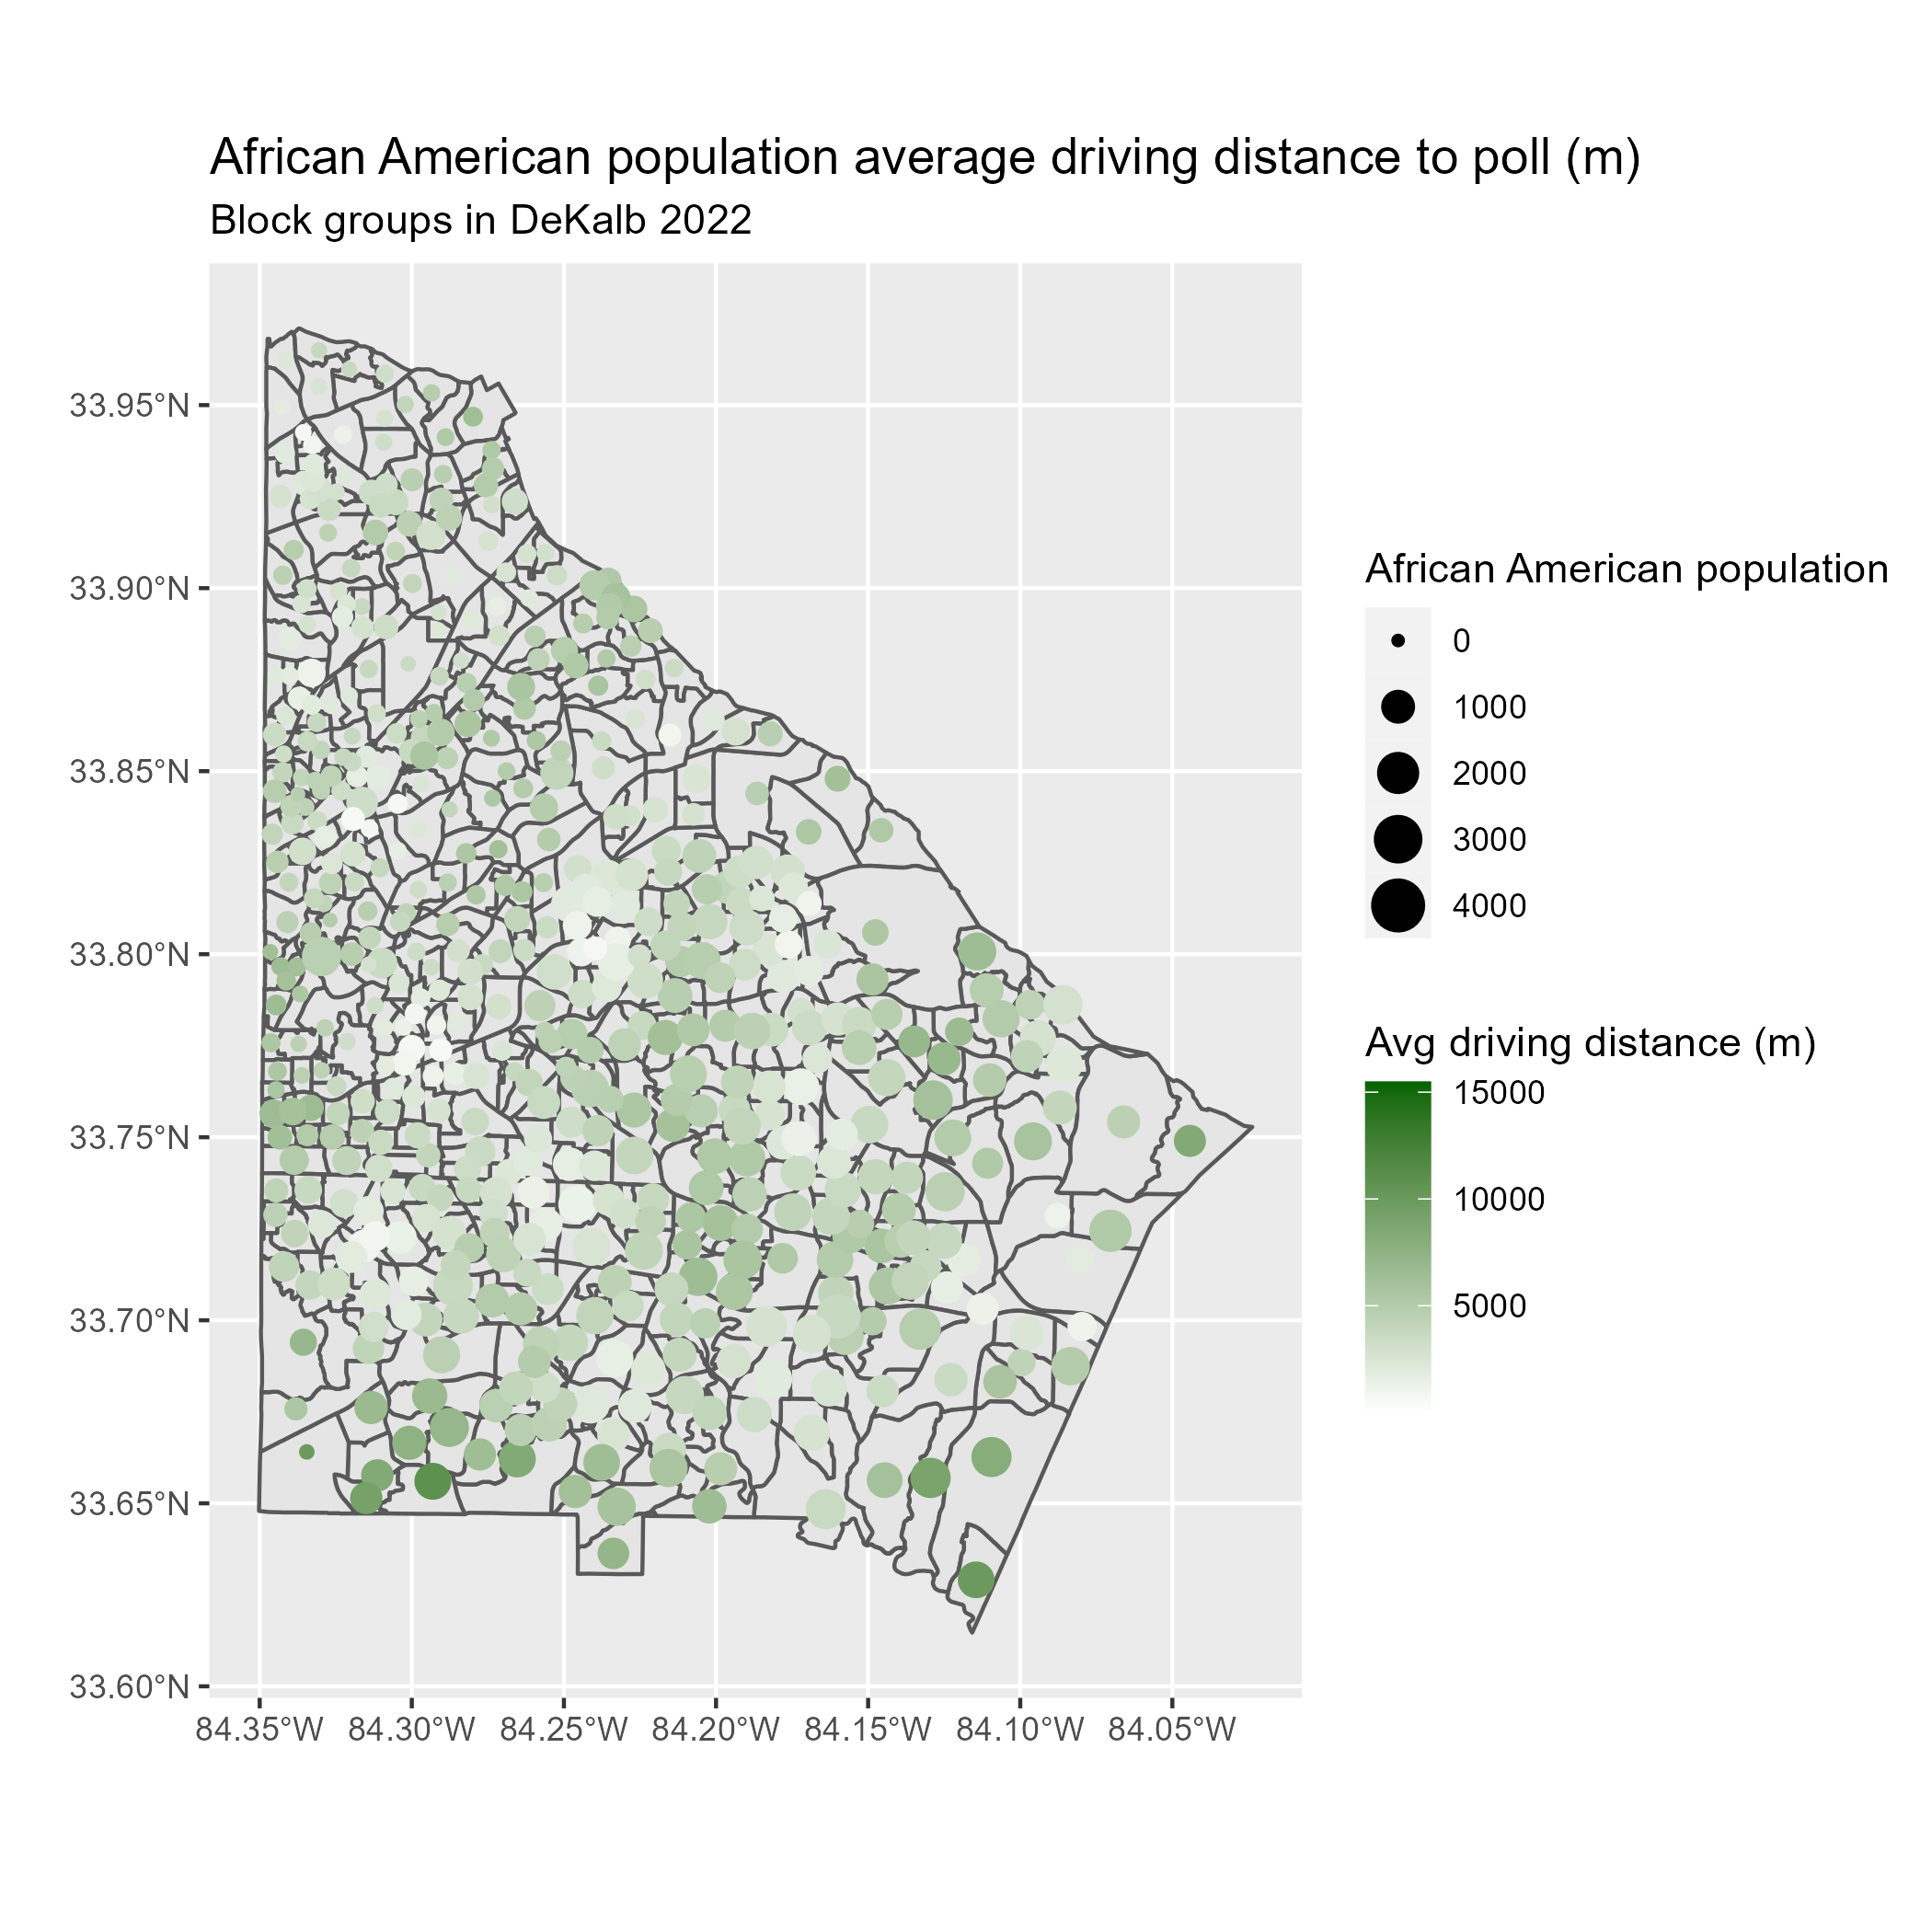 African American population average driving distance to poll (m)
Block groups in DeKalb 2022
33.95°N
33.90°N
33.85°N
33.80°N
33.75°N
33.70°N
33.65°N
33.60°N
84.35°W 84.30°W 84.25°W 84.20°W 84.15°W 84.10°W 84.05°W
African American population
0
1000
2000
3000
4000
Avg driving distance (m)
15000
10000
5000